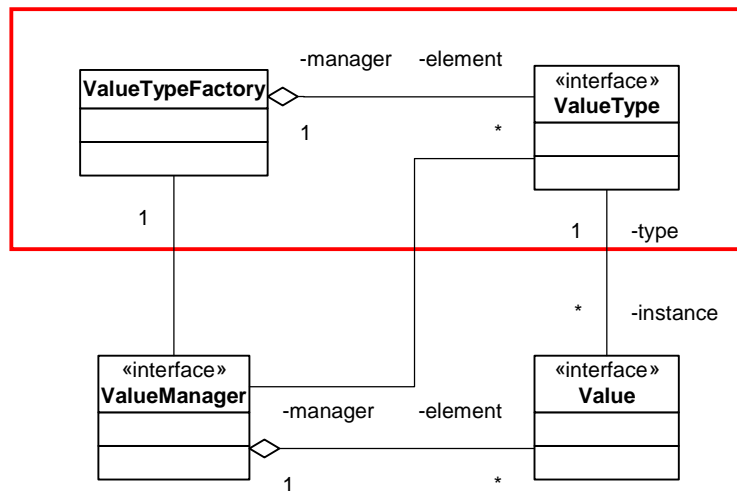 -manager -element
ValueTypeFactory
«interface»
ValueType
1 *
1
1 -type
* -instance
«interface»
ValueManager
«interface»
Value
-manager -element
1 *